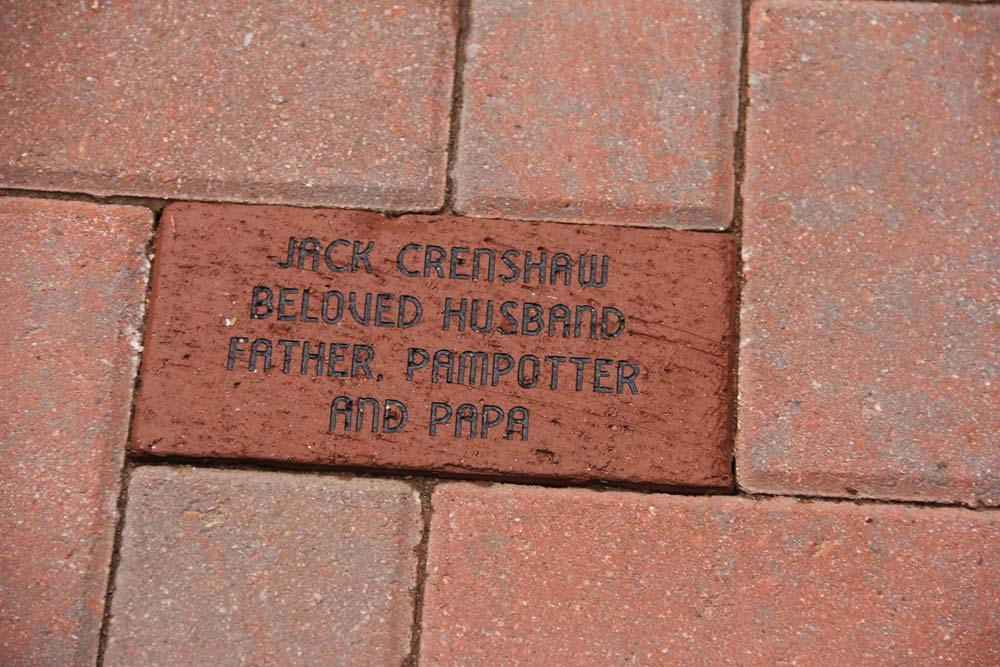 JACK CRENSHAW
BELOVED HUSBAND
FATHER, PAMPOTTER
AND PAPA